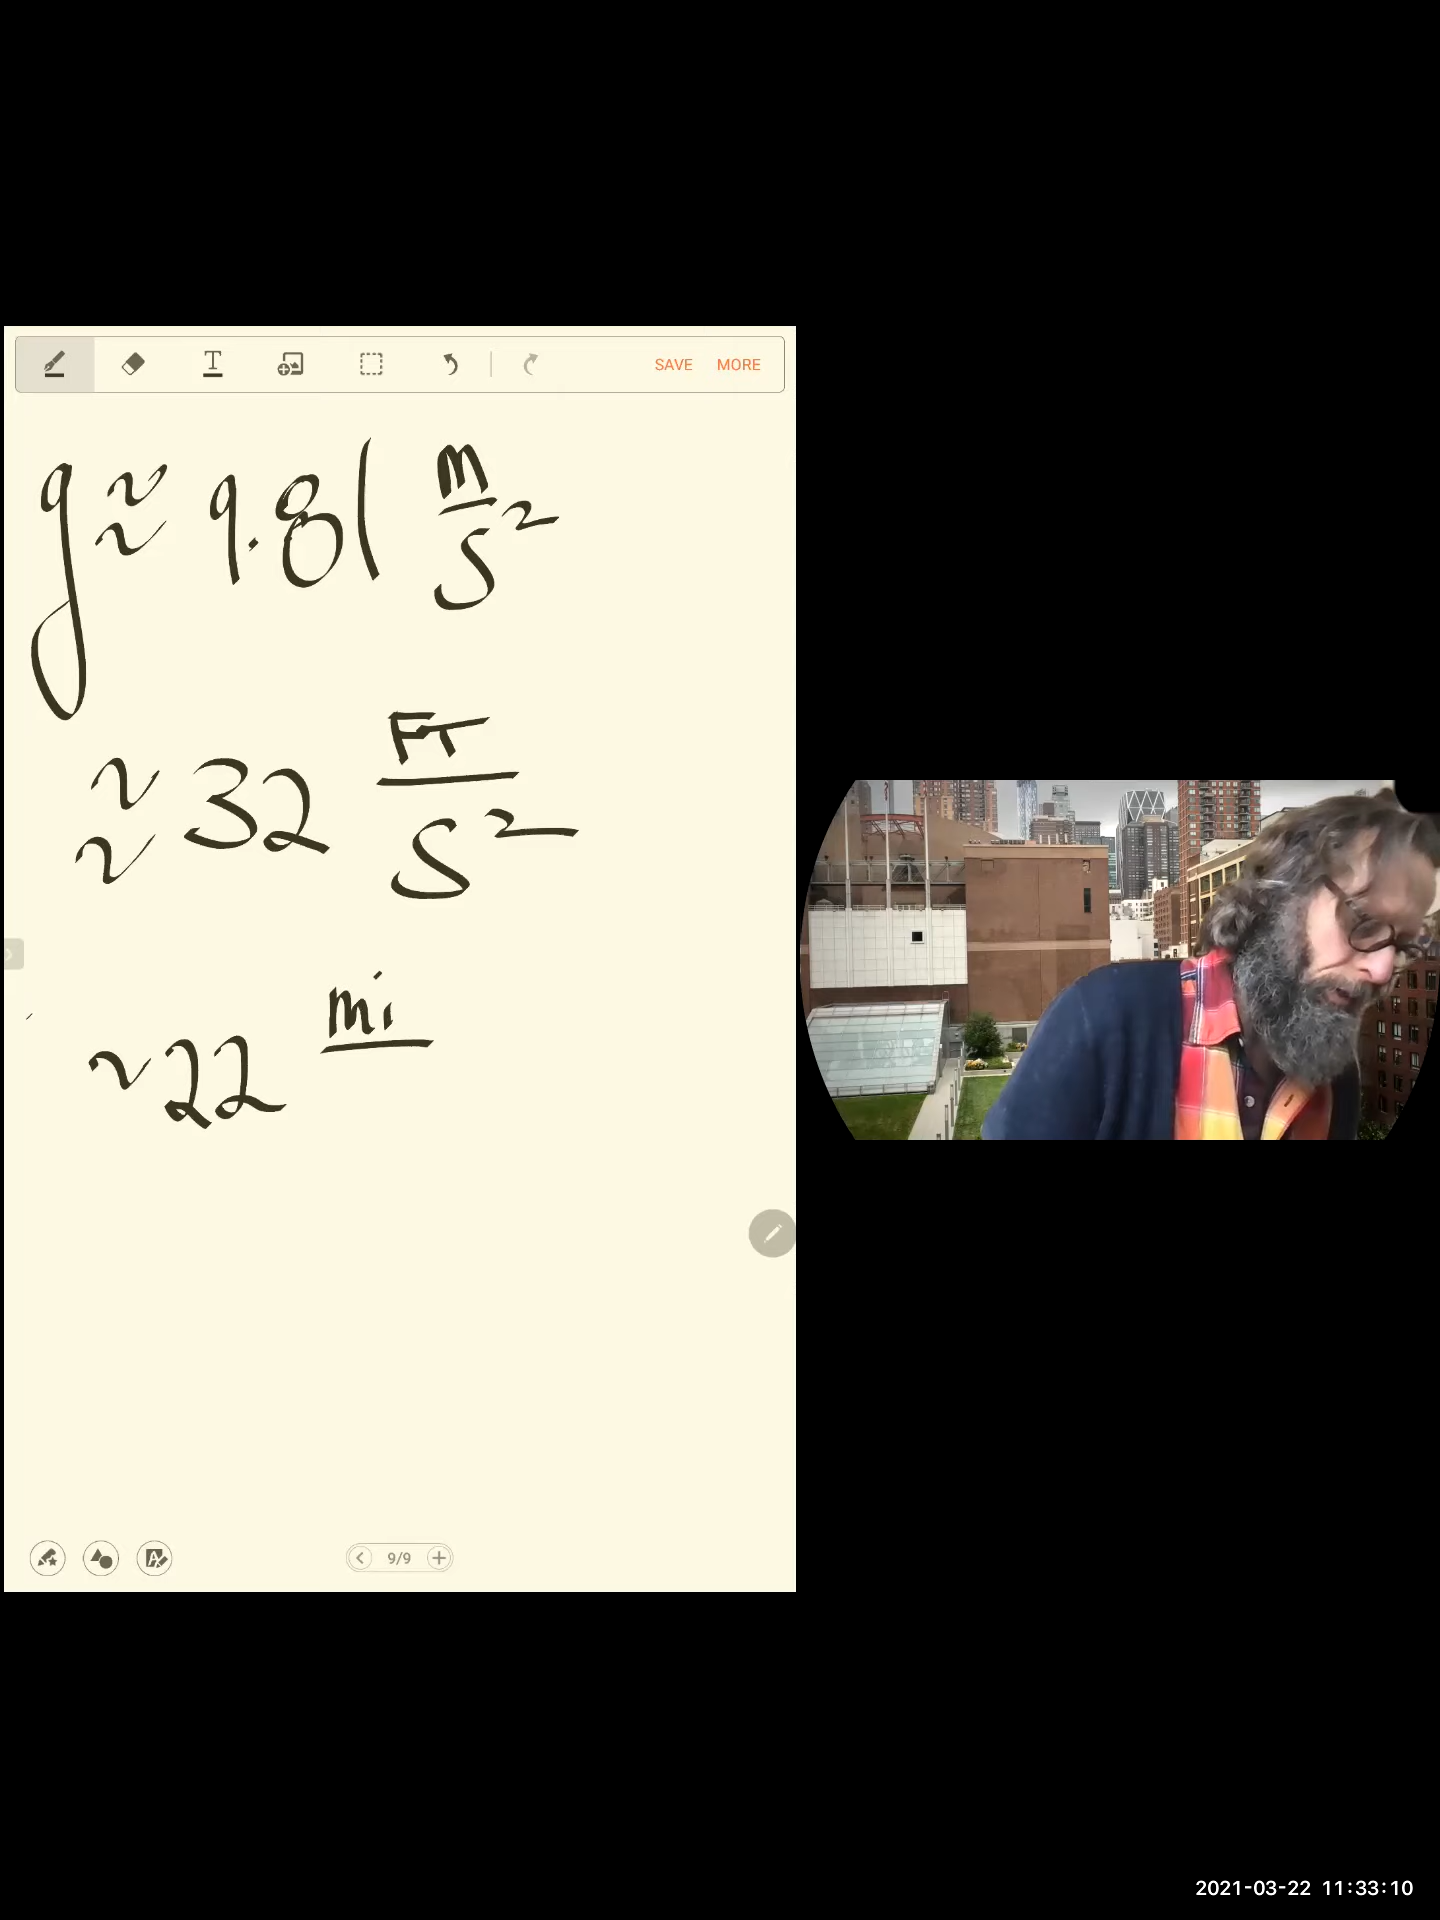 SAVE MORE
g ≈ 9.81 m/s²
≈ 32 FT/S²
~22 mi
9/9
2021-03-22 11:33:10